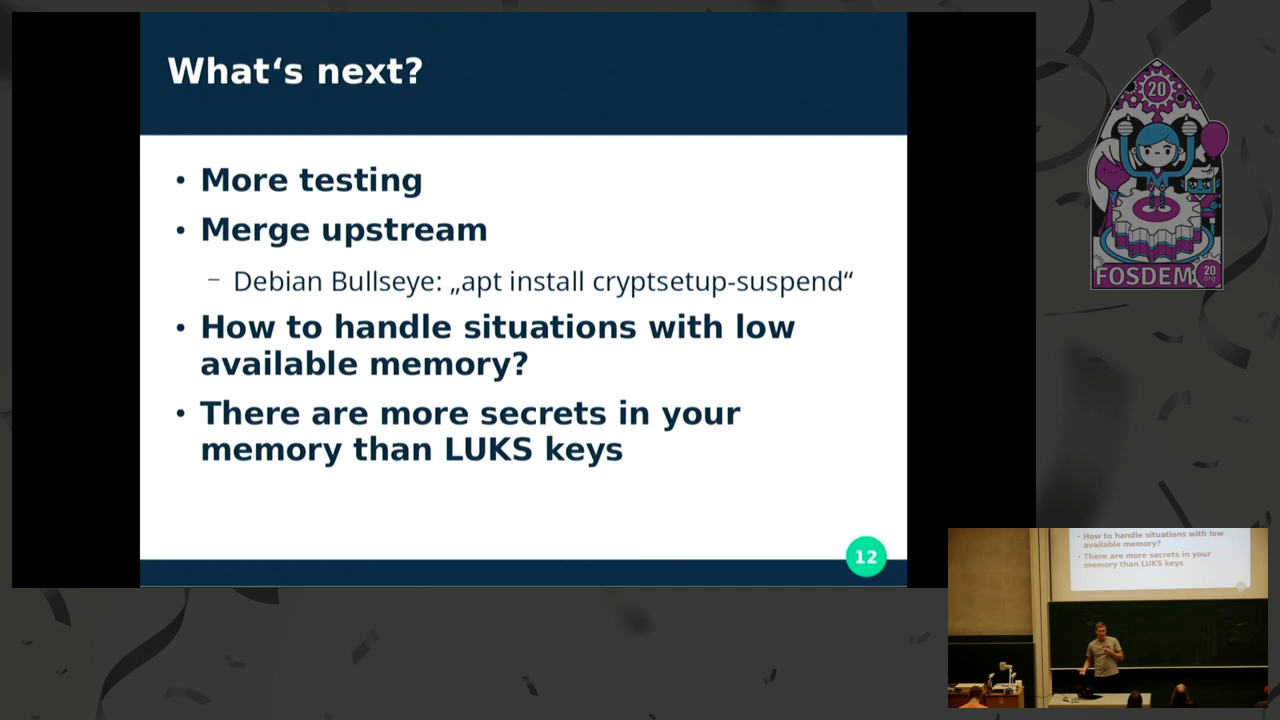 What‘s next?
• More testing
• Merge upstream
– Debian Bullseye: „apt install cryptsetup-suspend“
• How to handle situations with low
available memory?
• There are more secrets in your
memory than LUKS keys
12
20
FOSDEM
20
.org
• How to handle situations with low
available memory?
• There are more secrets in your
memory than LUKS keys